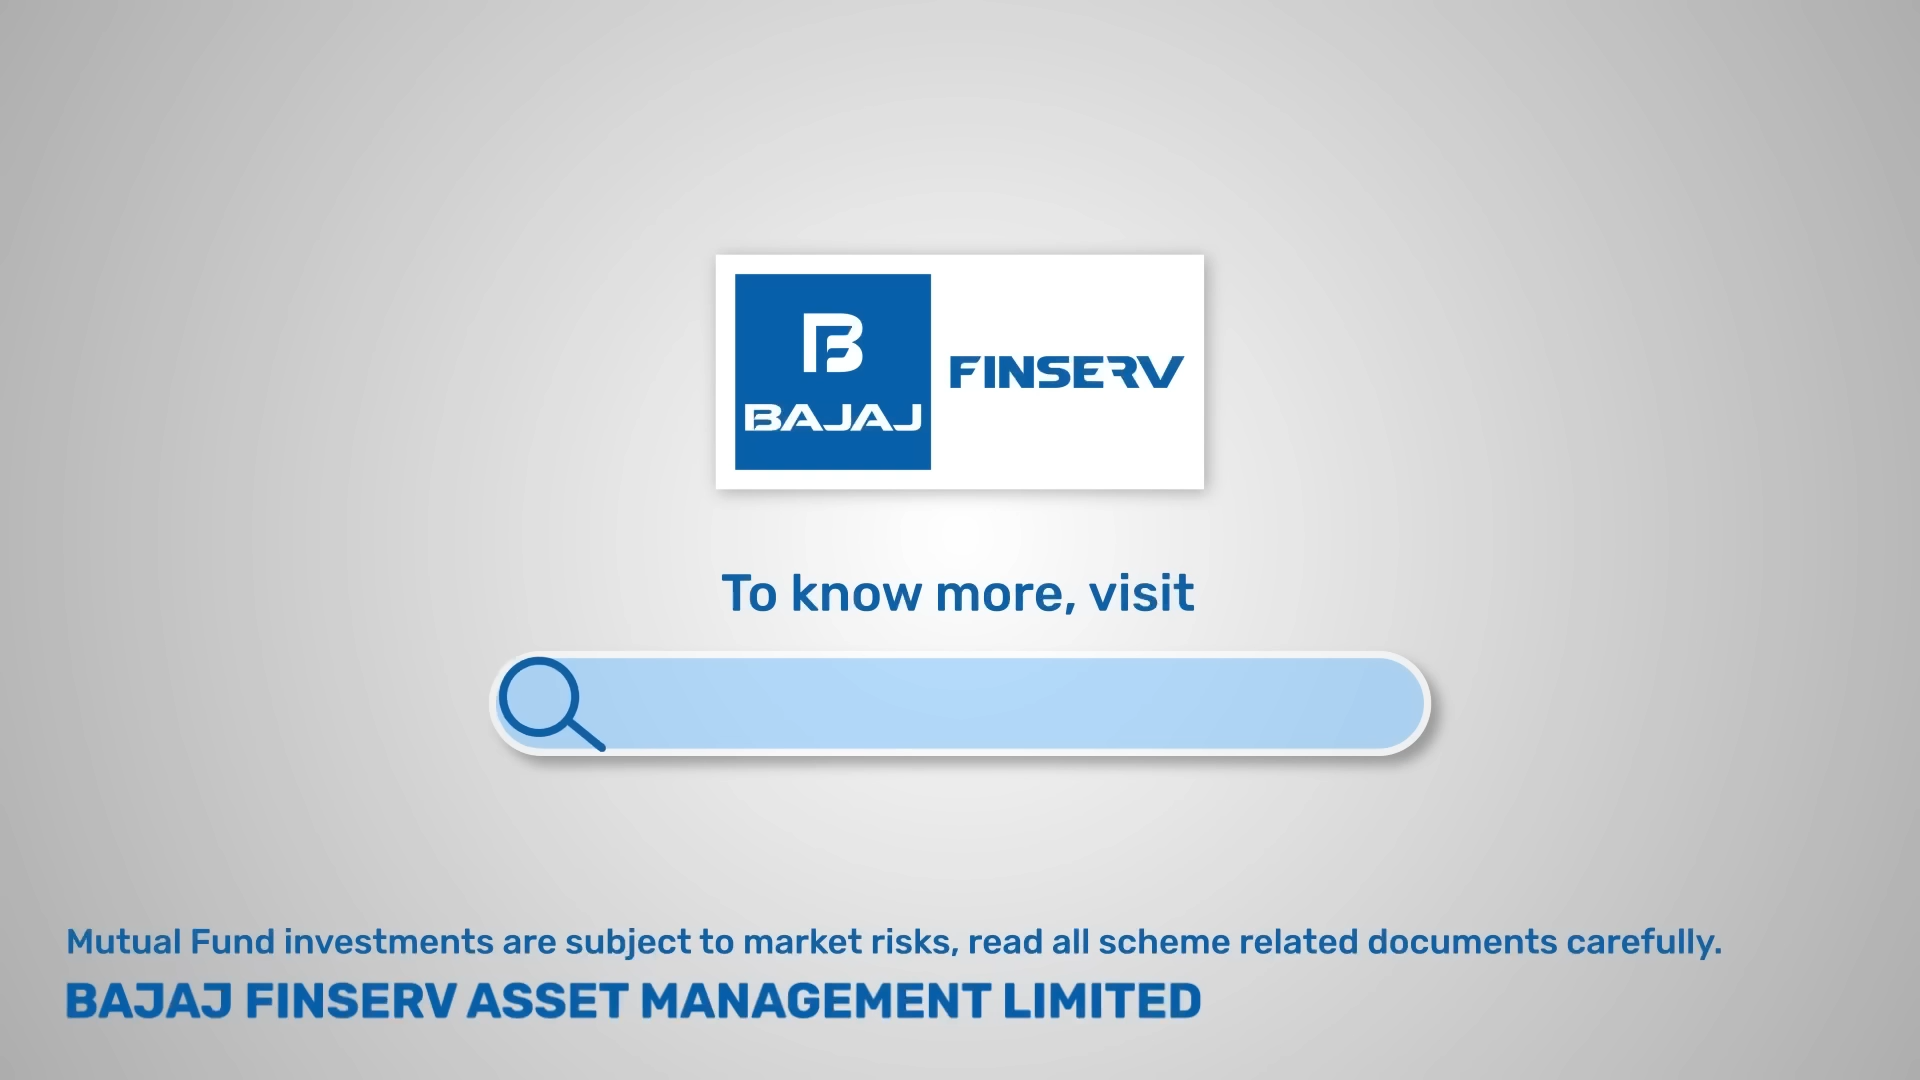 B
BAJAJ
FINSERV
To know more, visit
Mutual Fund investments are subject to market risks, read all scheme related documents carefully.
BAJAJ FINSERV ASSET MANAGEMENT LIMITED